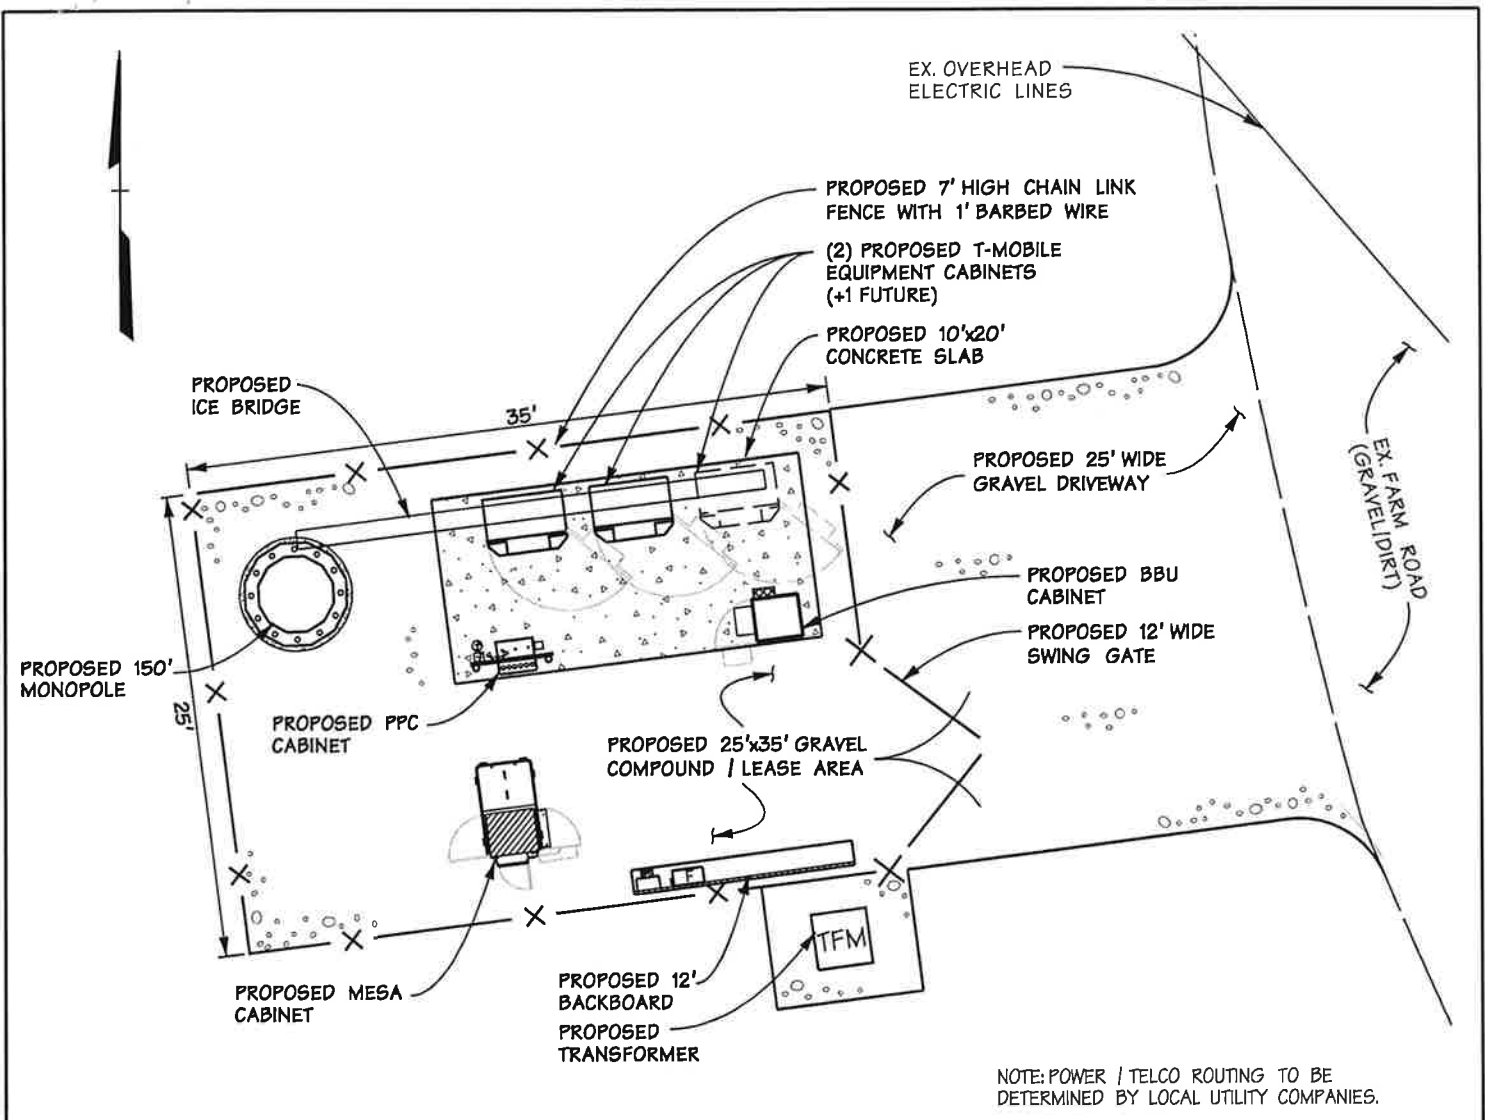 EX. OVERHEAD
ELECTRIC LINES
PROPOSED 7' HIGH CHAIN LINK
FENCE WITH 1' BARBED WIRE
(2) PROPOSED T-MOBILE
EQUIPMENT CABINETS
(+1 FUTURE)
PROPOSED 10'x20'
CONCRETE SLAB
PROPOSED
ICE BRIDGE
35'
PROPOSED 25' WIDE
GRAVEL DRIVEWAY
EX. FARM ROAD
(GRAVEL/DIRT)
PROPOSED BBU
CABINET
PROPOSED 12' WIDE
SWING GATE
PROPOSED 150'
MONOPOLE
25'
PROPOSED PPC
CABINET
PROPOSED 25'x35' GRAVEL
COMPOUND / LEASE AREA
F
TFM
PROPOSED MESA
CABINET
PROPOSED 12'
BACKBOARD
PROPOSED
TRANSFORMER
NOTE: POWER / TELCO ROUTING TO BE
DETERMINED BY LOCAL UTILITY COMPANIES.